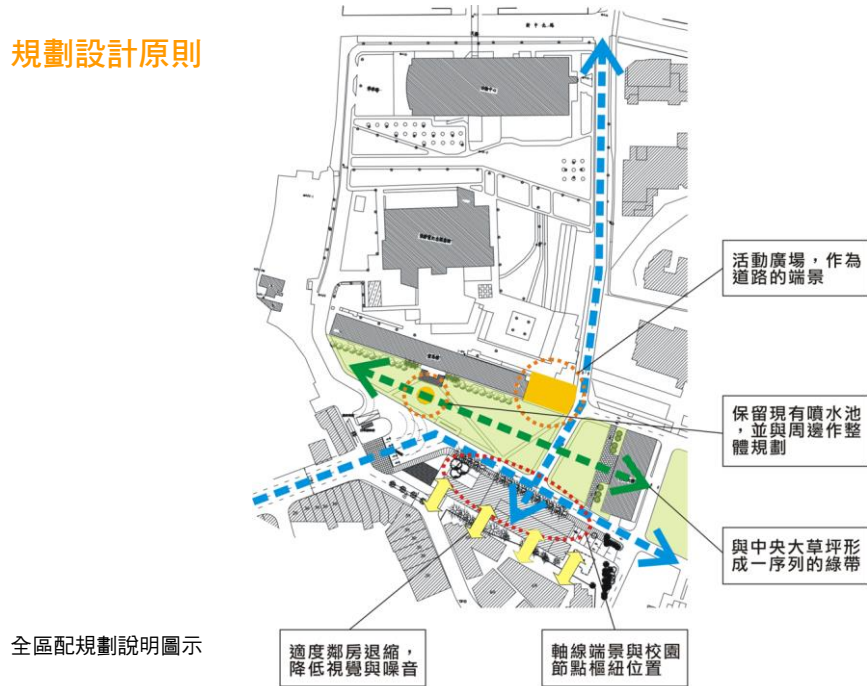 規劃設計原則
活動廣場，作為
道路的端景
保留現有噴水池
，並與周邊作整
體規劃
與中央大草坪形
成一序列的綠帶
全區配規劃說明圖示
適度鄰房退縮，
降低視覺與噪音
軸線端景與校園
節點樞紐位置